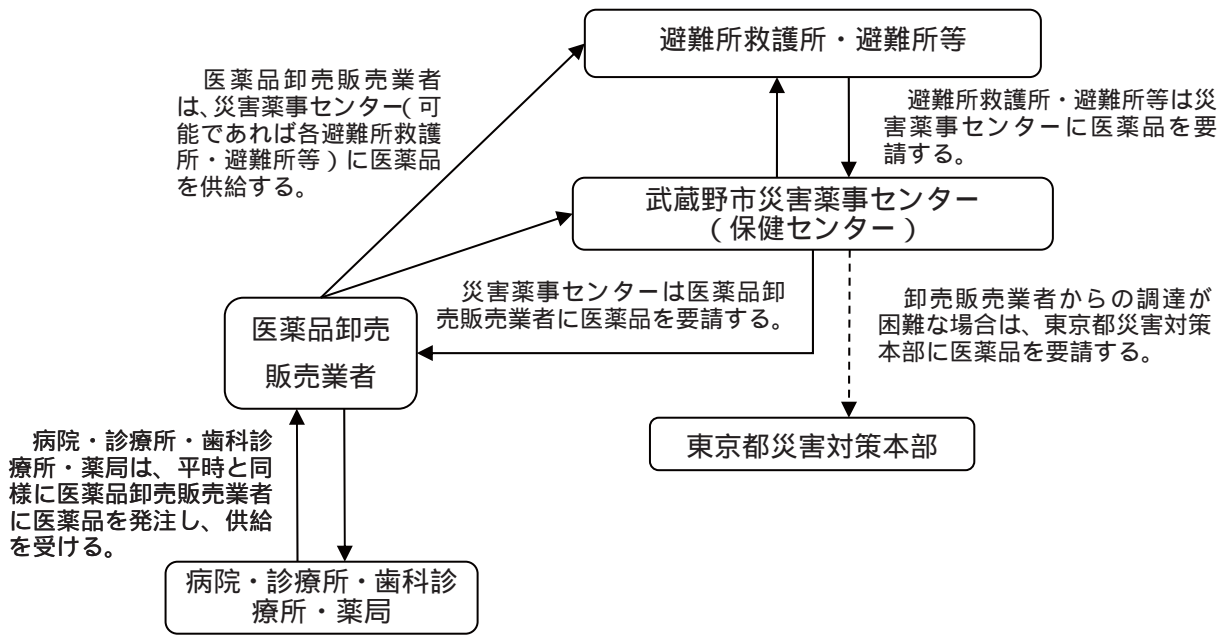 避難所救護所・避難所等
医薬品卸売販売業者
は、災害薬事センター(可
能であれば各避難所救護
所・避難所等)に医薬品
を供給する。
避難所救護所・避難所等は災
害薬事センターに医薬品を要
請する。
武蔵野市災害薬事センター
(保健センター)
災害薬事センターは医薬品卸
売販売業者に医薬品を要請する。
卸売販売業者からの調達が
困難な場合は、東京都災害対策
本部に医薬品を要請する。
医薬品卸売
販売業者
東京都災害対策本部
病院・診療所・歯科診
療所・薬局は、平時と同
様に医薬品卸売販売業者
に医薬品を発注し、供給
を受ける。
病院・診療所・歯科診
療所・薬局